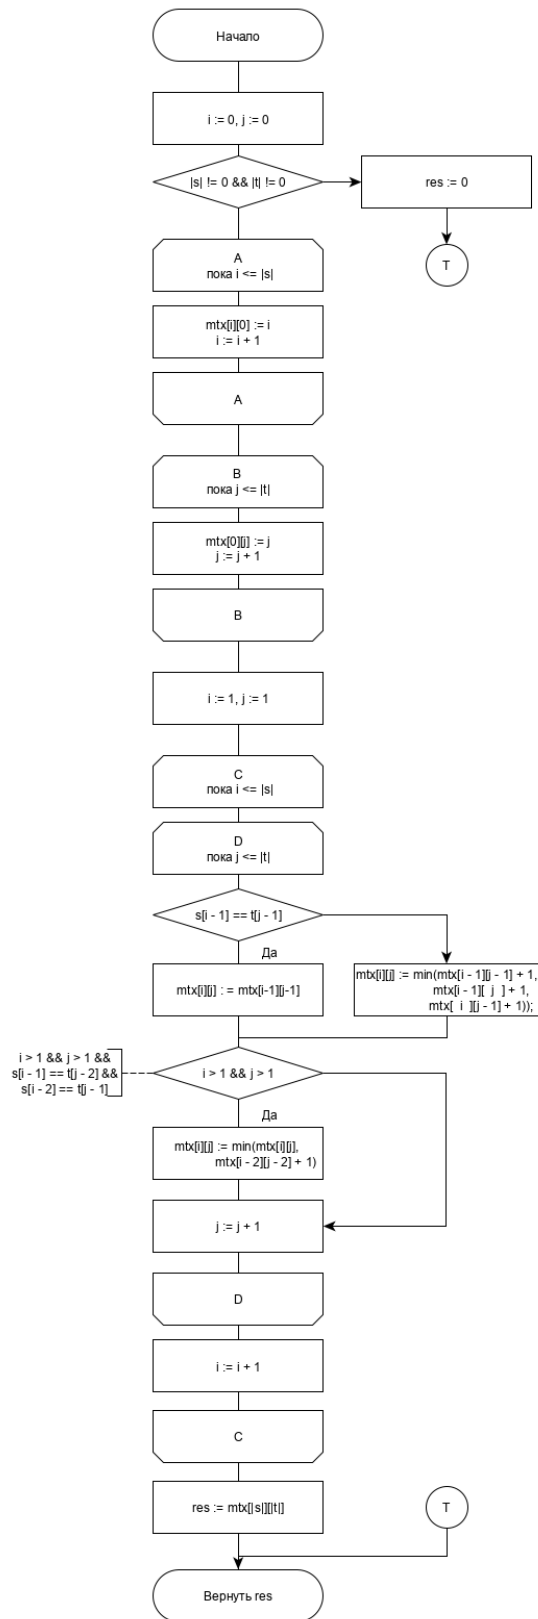 Начало
i := 0, j := 0
|s| != 0 && |t| != 0
res := 0
T
A
пока i <= |s|
mtx[i][0] := i
i := i + 1
A
B
пока j <= |t|
mtx[0][j] := j
j := j + 1
B
i := 1, j := 1
C
пока i <= |s|
D
пока j <= |t|
s[i - 1] == t[j - 1]
Да
mtx[i][j] : = mtx[i-1][j-1]
mtx[i][j] := min(mtx[i - 1][j - 1] + 1,
mtx[i - 1][ j ] + 1,
mtx[ i ][j - 1] + 1));
i > 1 && j > 1 &&
s[i - 1] == t[j - 2] &&
s[i - 2] == t[j - 1]
i > 1 && j > 1
Да
mtx[i][j] := min(mtx[i][j],
mtx[i - 2][j - 2] + 1)
j := j + 1
D
i := i + 1
C
res := mtx[|s|][|t|]
T
Вернуть res